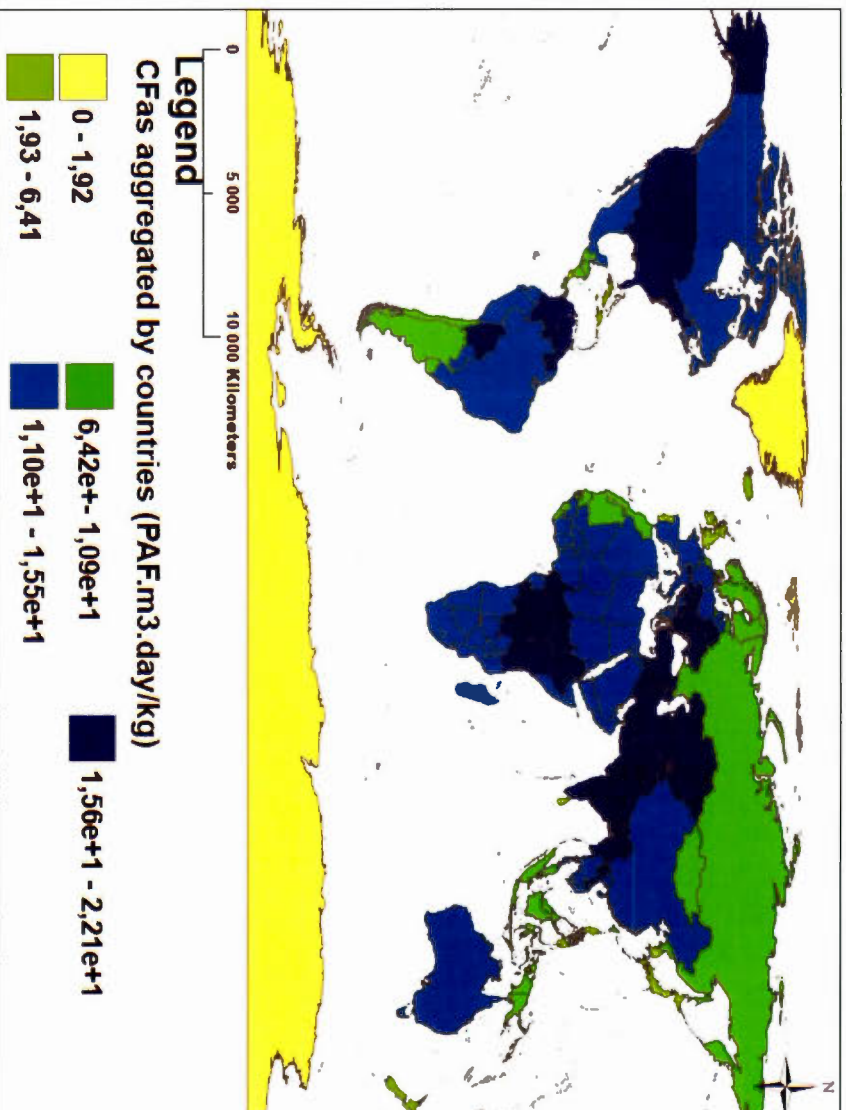 N
0 5 000 10 000 Kilometers
Legend
CFas aggregated by countries (PAF.m3.day/kg)
0 - 1,92
6,42e+- 1,09e+1
1,56e+1 - 2,21e+1
1,93 - 6,41
1,10e+1 - 1,55e+1